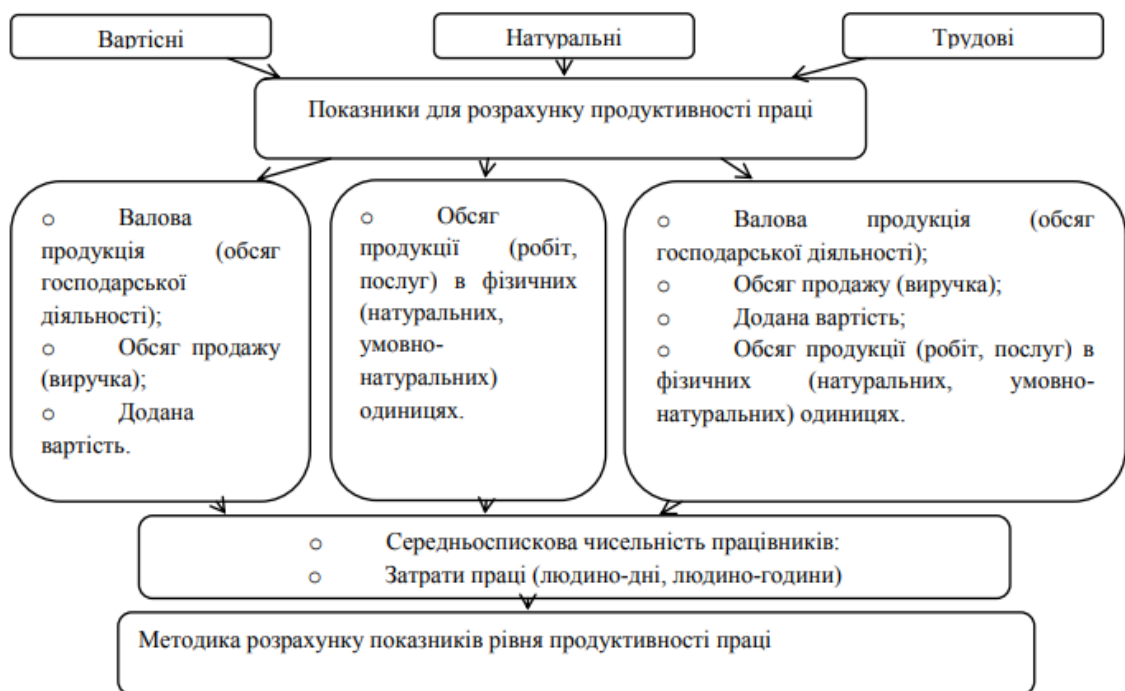 Вартісні
Натуральні
Трудові
Показники для розрахунку продуктивності праці
o Валова
продукція (обсяг
господарської
діяльності);
o Обсяг продажу
(виручка);
o Додана
вартість.
o Обсяг
продукції (робіт,
послуг) в фізичних
(натуральних,
умовно-
натуральних)
одиницях.
o Валова продукція (обсяг
господарської діяльності);
o Обсяг продажу (виручка);
o Додана вартість;
o Обсяг продукції (робіт, послуг) в
фізичних (натуральних, умовно-
натуральних) одиницях.
o Середньоспискова чисельність працівників:
o Затрати праці (людино-дні, людино-години)
Методика розрахунку показників рівня продуктивності праці